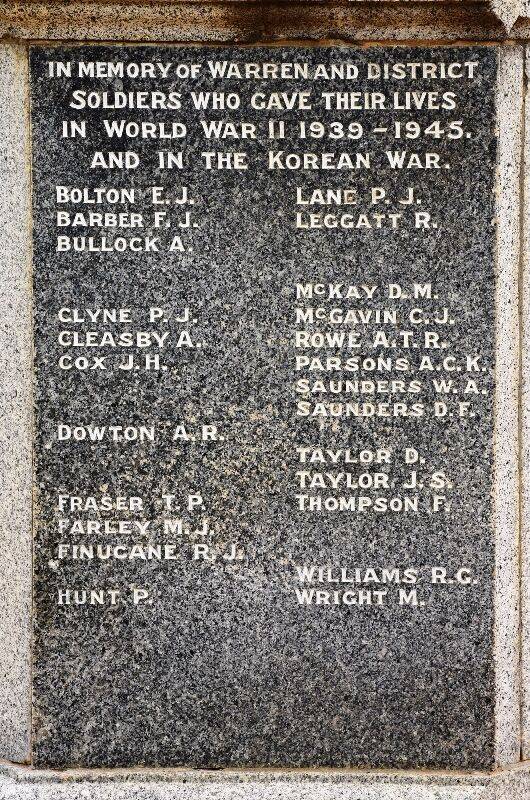 IN MEMORY OF WARREN AND DISTRICT
SOLDIERS WHO GAVE THEIR LIVES
IN WORLD WAR II 1939 – 1945.
AND IN THE KOREAN WAR.
BOLTON E. J.
BARBER F. J.
BULLOCK A.
CLYNE P. J.
CLEASBY A.
COX J. H.
DOWTON A. R.
FRASER T. P.
FARLEY M. J.
FINUCANE R. J.
HUNT P.
LANE P. J.
LEGGATT R.
McKAY D. M.
McGAVIN C. J.
ROWE A. T. R.
PARSONS A. C. K.
SAUNDERS W. A.
SAUNDERS D. F.
TAYLOR D.
TAYLOR J. S.
THOMPSON F.
WILLIAMS R. C.
WRIGHT M.